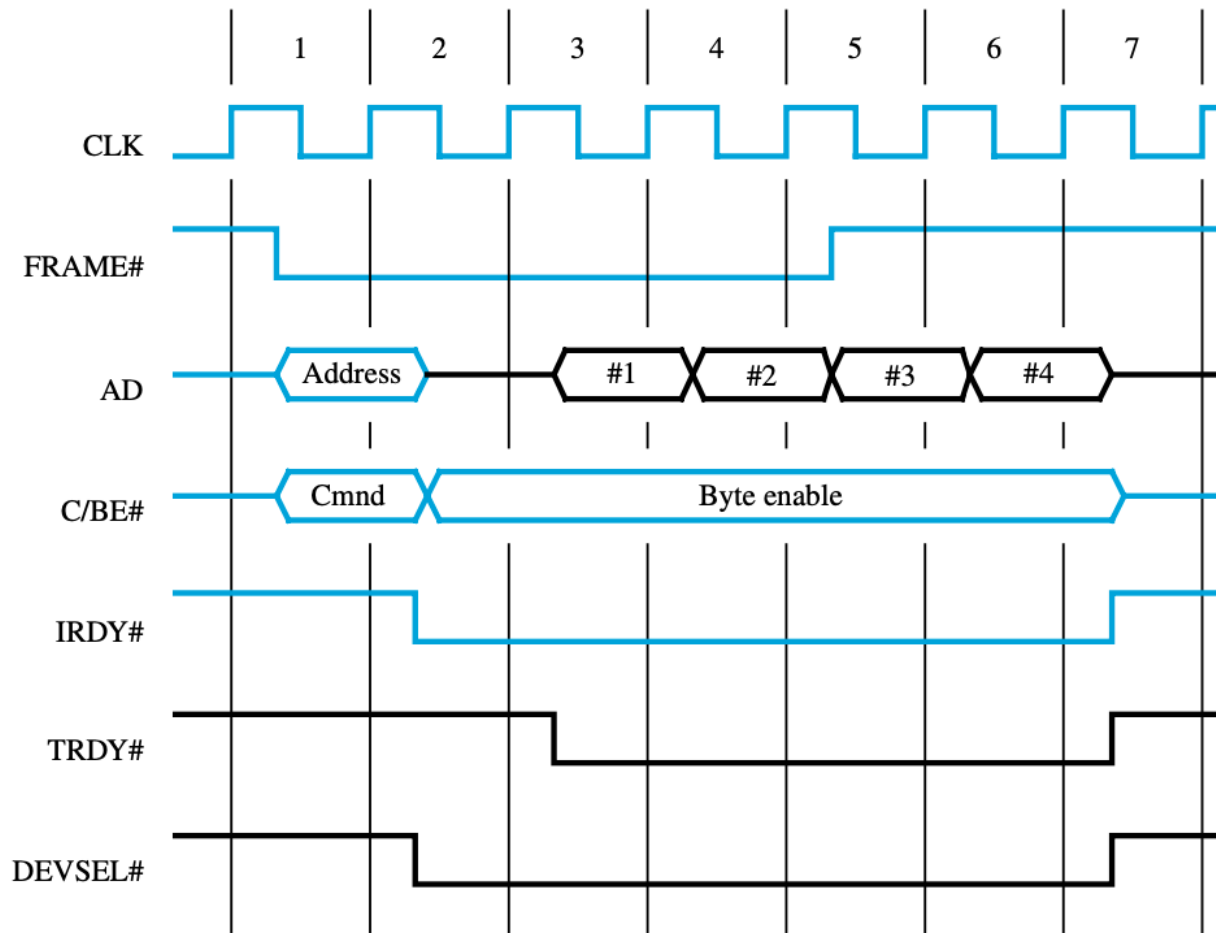 1 2 3 4 5 6 7
CLK
FRAME#
AD Address #1 #2 #3 #4
C/BE# Cmnd Byte enable
IRDY#
TRDY#
DEVSEL#